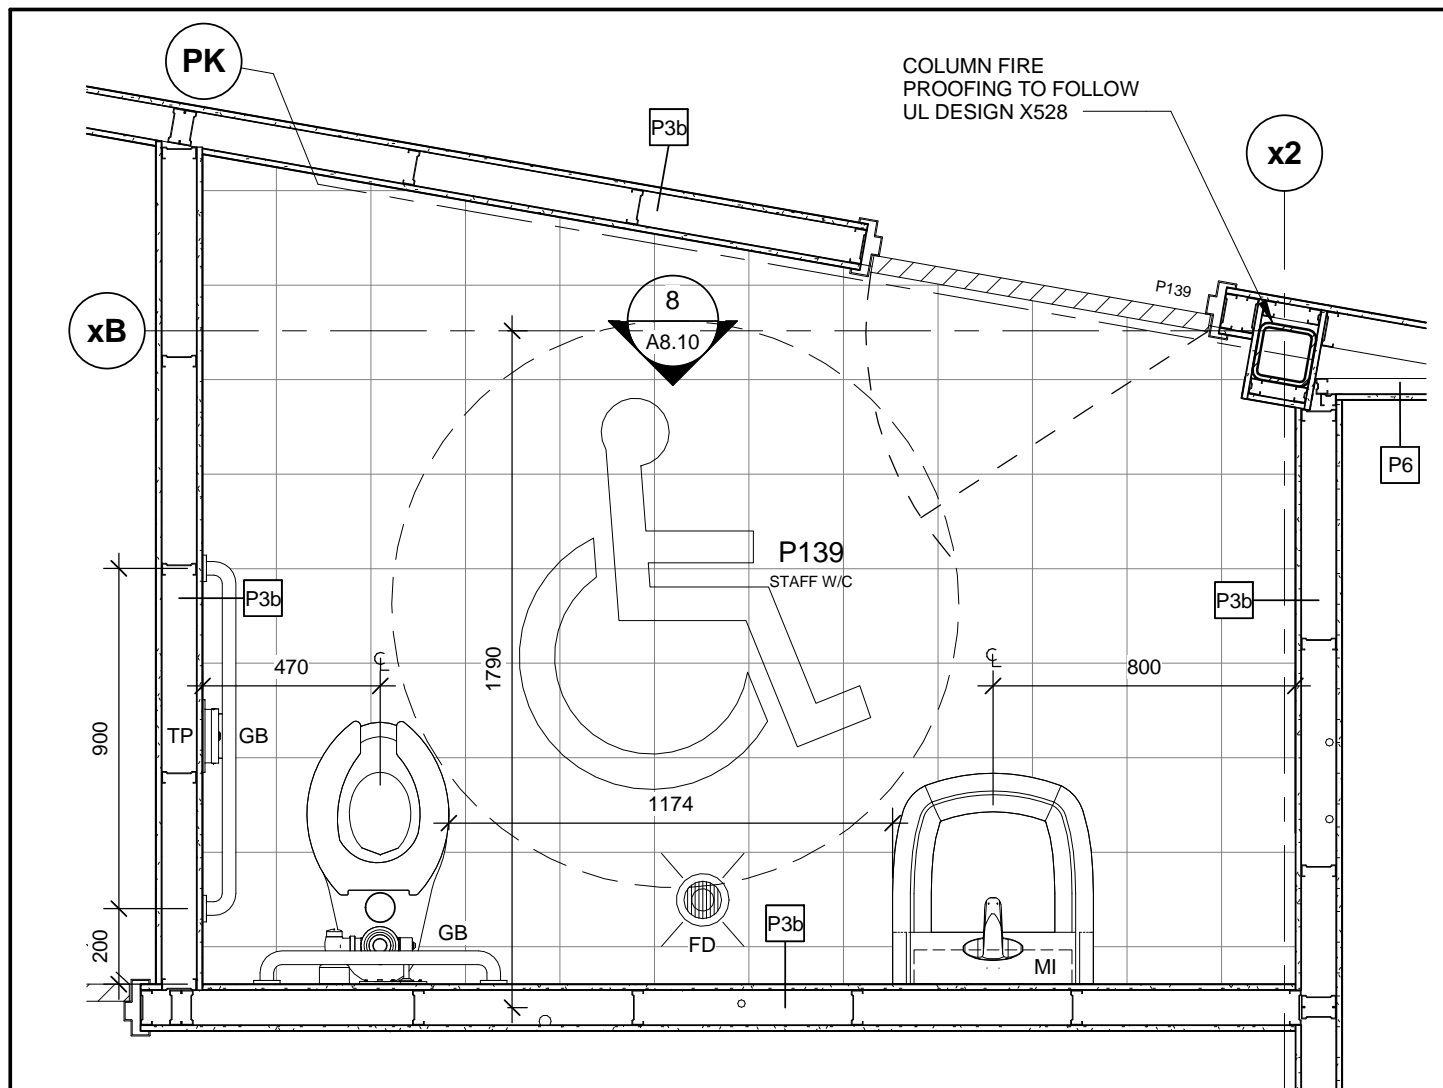 PK
COLUMN FIRE
PROOFING TO FOLLOW
UL DESIGN X528
P3b
x2
P139
8
A8.10
xB
P6
P139
STAFF W/C
P3b
P3b
470
℄
1790
℄
800
900
TP
GB
1174
200
GB
FD
P3b
MI